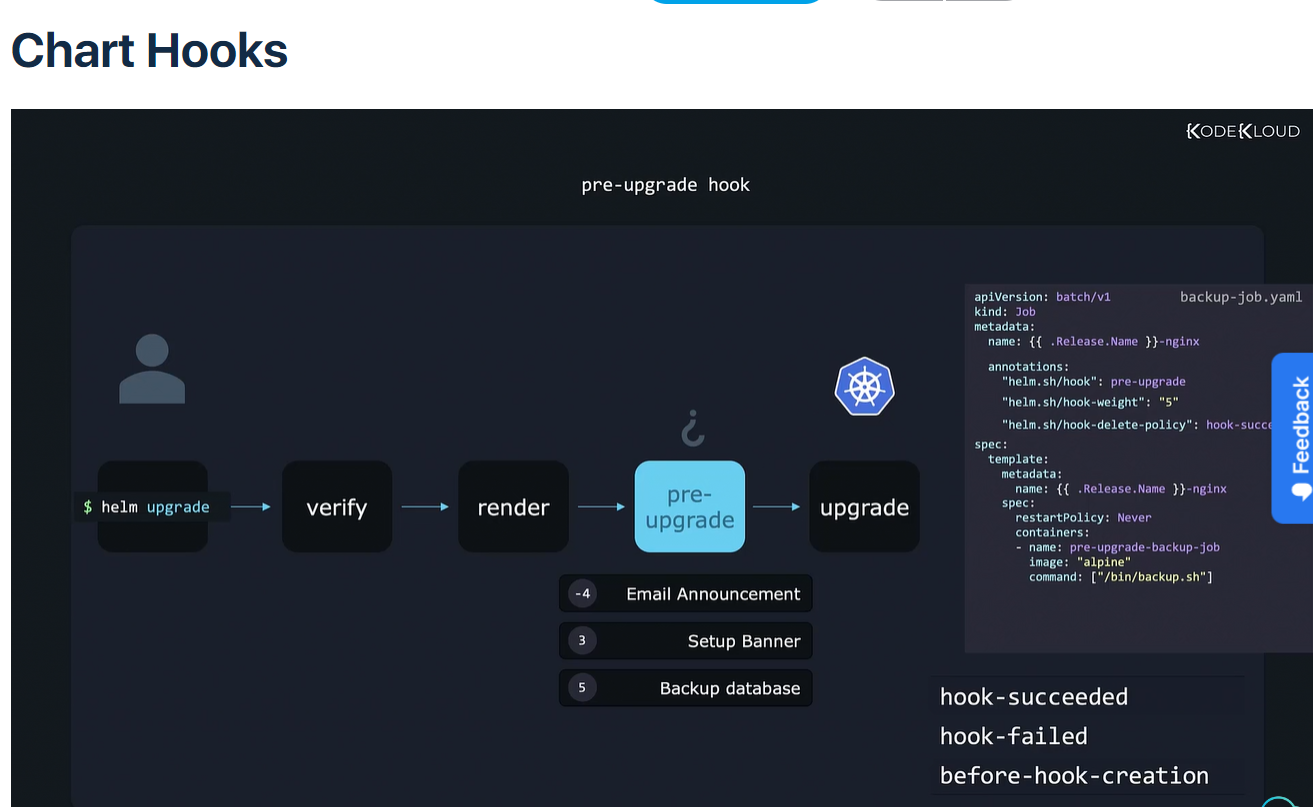 Chart Hooks
KODEKLOUD
pre-upgrade hook
apiVersion: batch/v1
backup-job.yaml
kind: Job
metadata:
name: {{ .Release.Name }}-nginx
annotations:
"helm.sh/hook": pre-upgrade
"helm.sh/hook-weight": "5"
"helm.sh/hook-delete-policy": hook-succe
spec:
template:
metadata:
name: {{ .Release.Name }}-nginx
spec:
restartPolicy: Never
containers:
- name: pre-upgrade-backup-job
image: "alpine"
command: ["/bin/backup.sh"]
Feedback
$ helm upgrade
verify
render
pre-
upgrade
upgrade
-4 Email Announcement
3 Setup Banner
5 Backup database
hook-succeeded
hook-failed
before-hook-creation